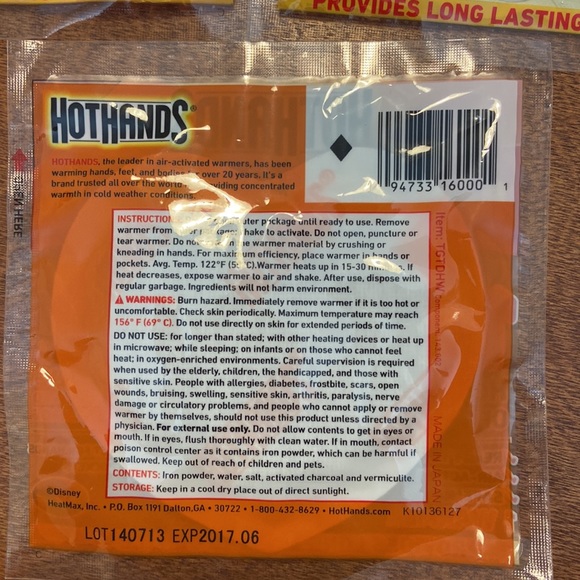 PROVIDES LONG LASTING
HOTHANDS®
HOTHANDS, the leader in air-activated warmers, has been
warming hands, feet, and bodies for over 20 years. It's a
brand trusted all over the world providing concentrated
warmth in cold weather conditions.
94733 16000 1
HERE
INSTRUCTIONS: outer package until ready to use. Remove
warmer from outer package, shake to activate. Do not open, puncture or
tear warmer. Do not activate warmer material by crushing or
kneading in hands. For maximum efficiency, place warmer in hands or
pockets. Avg. Temp. 122°F (50°C).Warmer heats up in 15-30 minutes. If
heat decreases, expose warmer to air and shake. After use, dispose with
regular garbage. Ingredients will not harm environment.
⚠ WARNINGS: Burn hazard. Immediately remove warmer if it is too hot or
uncomfortable. Check skin periodically. Maximum temperature may reach
156° F (69° C). Do not use directly on skin for extended periods of time.
DO NOT USE: for longer than stated; with other heating devices or heat up
in microwave; while sleeping; on infants or on those who cannot feel
heat; in oxygen-enriched environments. Careful supervision is required
when used by the elderly, children, the handicapped, and those with
sensitive skin. People with allergies, diabetes, frostbite, scars, open
wounds, bruising, swelling, sensitive skin, arthritis, paralysis, nerve
damage or circulatory problems, and people who cannot apply or remove
warmer by themselves, should not use this product unless directed by a
physician. For external use only. Do not allow contents to get in eyes or
mouth. If in eyes, flush thoroughly with clean water. If in mouth, contact
poison control center as it contains iron powder, which can be harmful if
swallowed. Keep out of reach of children and pets.
CONTENTS: Iron powder, water, salt, activated charcoal and vermiculite.
STORAGE: Keep in a cool dry place out of direct sunlight.
Item: TGTDHW
MADE IN JAPAN
©Disney
HeatMax, Inc. • P.O. Box 1191 Dalton,GA • 30722 • 1-800-432-8629 • HotHands.com K10136127
LOT140713 EXP2017.06